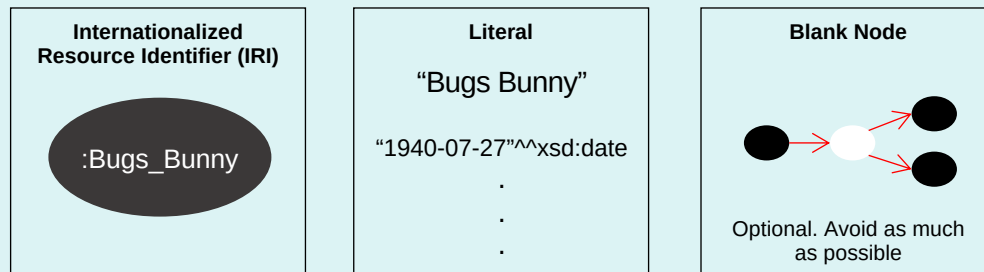 Internationalized
Resource Identifier (IRI)
:Bugs_Bunny
Literal
“Bugs Bunny”
“1940-07-27”^^xsd:date
.
.
.
Blank Node
Optional. Avoid as much
as possible